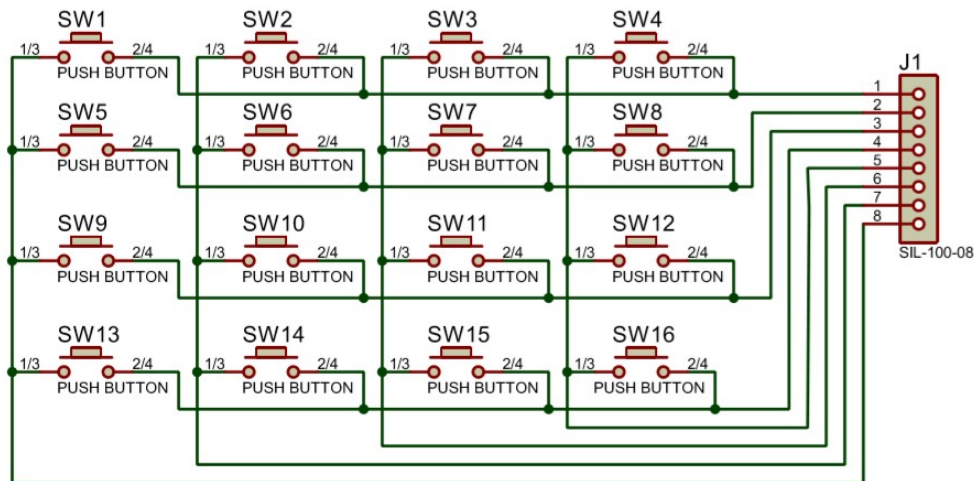 SW1 SW2 SW3 SW4
1/3 2/4 1/3 2/4 1/3 2/4 1/3 2/4
PUSH BUTTON PUSH BUTTON PUSH BUTTON PUSH BUTTON
J1
1
2
3
4
5
6
7
8
SIL-100-08
SW5 SW6 SW7 SW8
1/3 2/4 1/3 2/4 1/3 2/4 1/3 2/4
PUSH BUTTON PUSH BUTTON PUSH BUTTON PUSH BUTTON
SW9 SW10 SW11 SW12
1/3 2/4 1/3 2/4 1/3 2/4 1/3 2/4
PUSH BUTTON PUSH BUTTON PUSH BUTTON PUSH BUTTON
SW13 SW14 SW15 SW16
1/3 2/4 1/3 2/4 1/3 2/4 1/3 2/4
PUSH BUTTON PUSH BUTTON PUSH BUTTON PUSH BUTTON